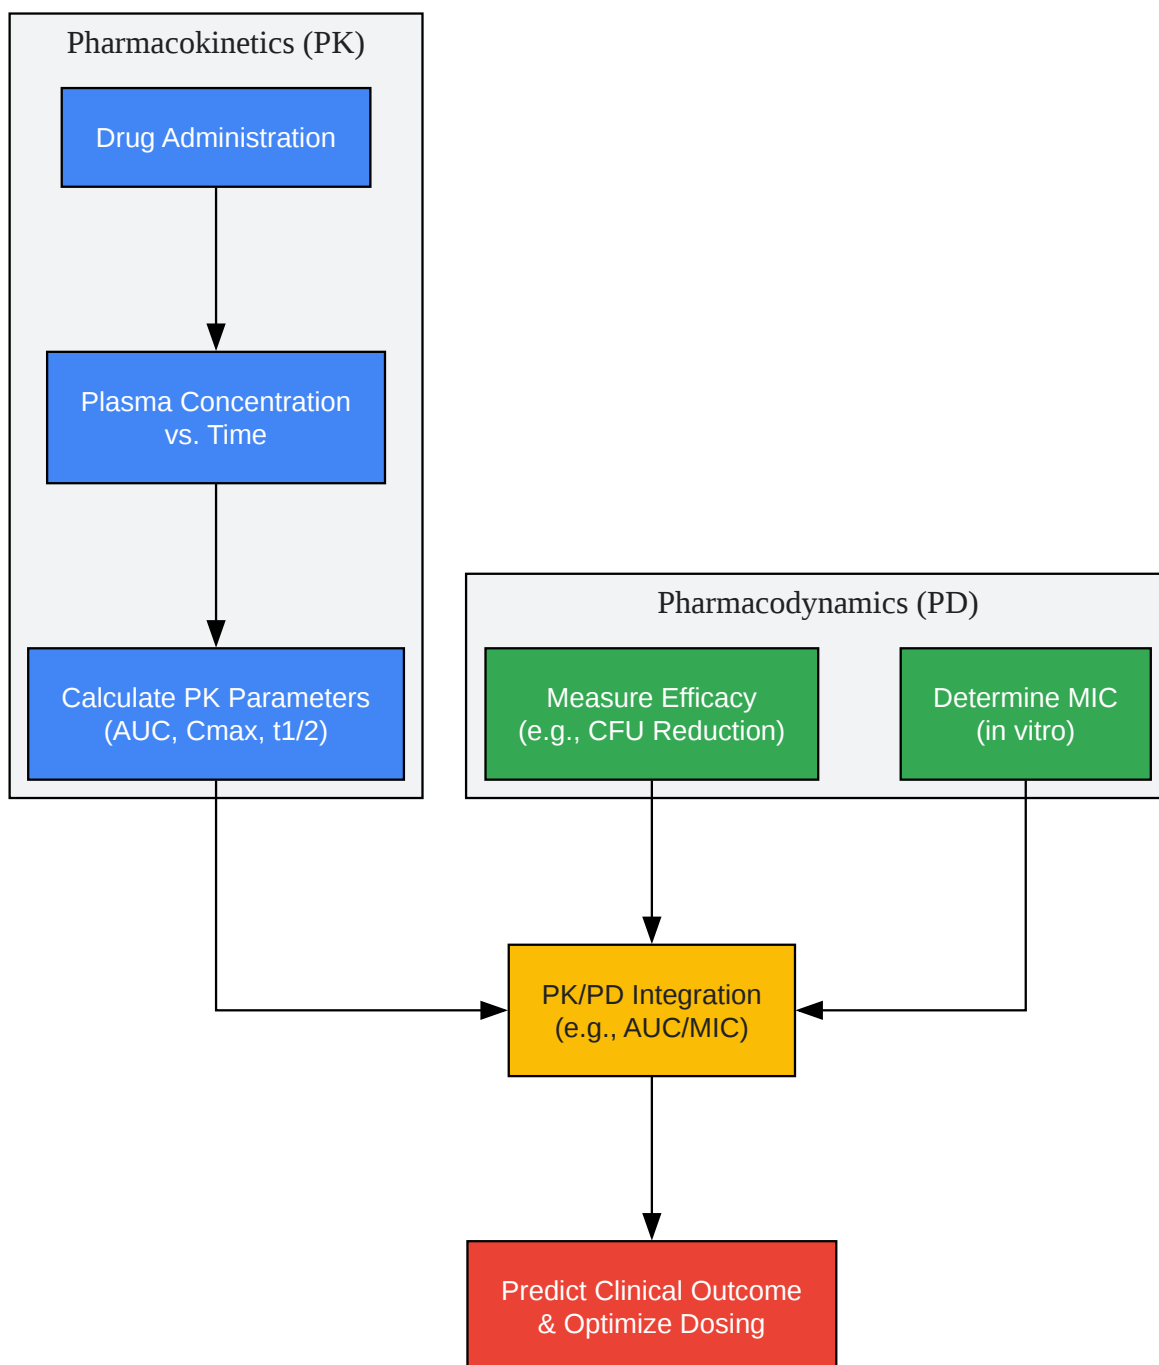 Pharmacokinetics (PK)
Drug Administration
Plasma Concentration
vs. Time
Calculate PK Parameters
(AUC, Cmax, t1/2)
Pharmacodynamics (PD)
Measure Efficacy
(e.g., CFU Reduction)
Determine MIC
(in vitro)
PK/PD Integration
(e.g., AUC/MIC)
Predict Clinical Outcome
& Optimize Dosing